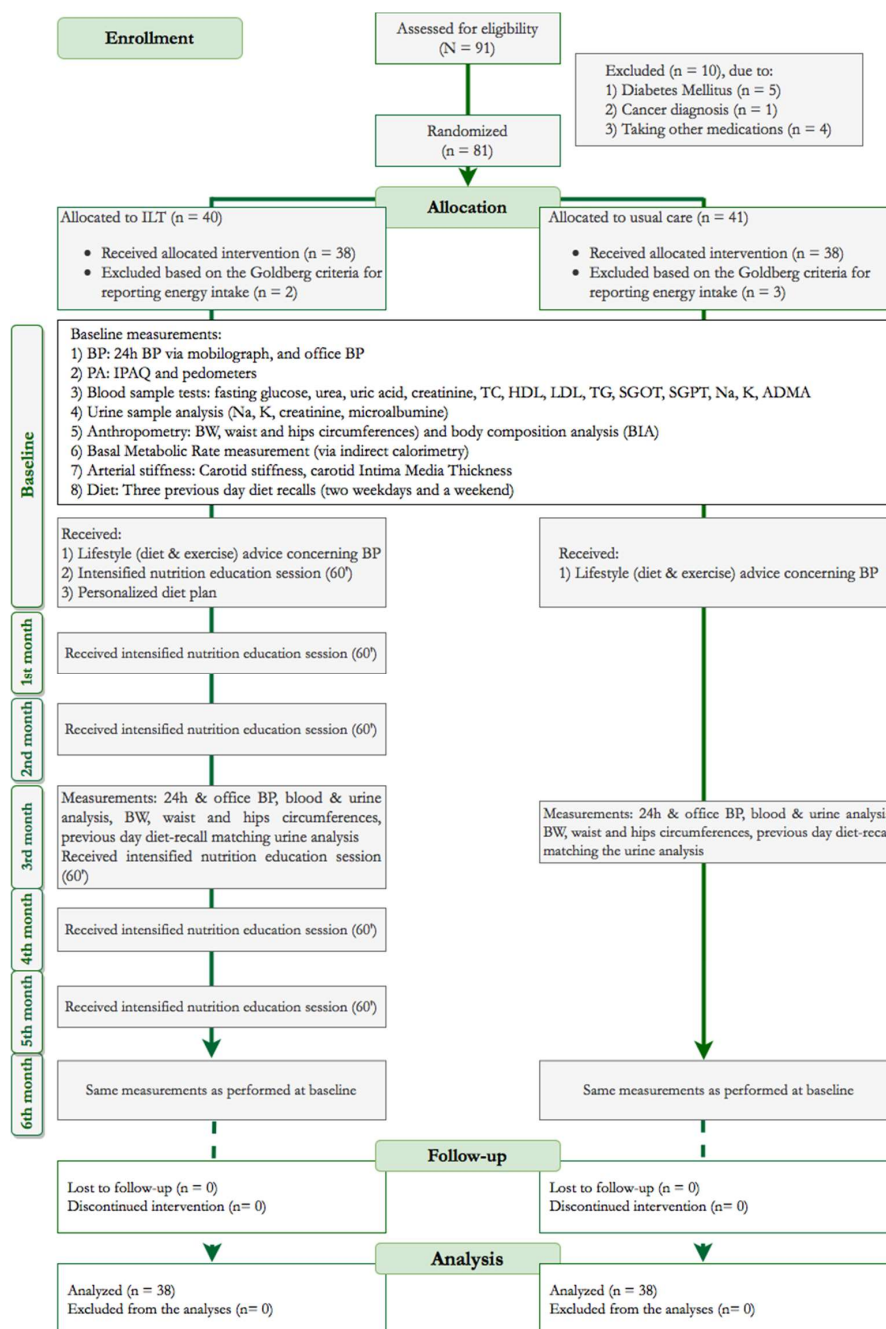 Enrollment
Assessed for eligibility
(N = 91)
Excluded (n = 10), due to:
1) Diabetes Mellitus (n = 5)
2) Cancer diagnosis (n = 1)
3) Taking other medications (n = 4)
Randomized
(n = 81)
Allocation
Allocated to ILT (n = 40)
• Received allocated intervention (n = 38)
• Excluded based on the Goldberg criteria for
reporting energy intake (n = 2)
Allocated to usual care (n = 41)
• Received allocated intervention (n = 38)
• Excluded based on the Goldberg criteria for
reporting energy intake (n = 3)
Baseline
Baseline measurements:
1) BP: 24h BP via mobilograph, and office BP
2) PA: IPAQ and pedometers
3) Blood sample tests: fasting glucose, urea, uric acid, creatinine, TC, HDL, LDL, TG, SGOT, SGPT, Na, K, ADMA
4) Urine sample analysis (Na, K, creatinine, microalbumine)
5) Anthropometry: BW, waist and hips circumferences) and body composition analysis (BIA)
6) Basal Metabolic Rate measurement (via indirect calorimetry)
7) Arterial stiffness: Carotid stiffness, carotid Intima Media Thickness
8) Diet: Three previous day diet recalls (two weekdays and a weekend)
Received:
1) Lifestyle (diet & exercise) advice concerning BP
2) Intensified nutrition education session (60')
3) Personalized diet plan
Received:
1) Lifestyle (diet & exercise) advice concerning BP
1st month
Received intensified nutrition education session (60')
2nd month
Received intensified nutrition education session (60')
3rd month
Measurements: 24h & office BP, blood & urine
analysis, BW, waist and hips circumferences,
previous day diet-recall matching urine analysis
Received intensified nutrition education session
(60')
Measurements: 24h & office BP, blood & urine analysi
BW, waist and hips circumferences, previous day diet-reca
matching the urine analysis
4th month
Received intensified nutrition education session (60')
5th month
Received intensified nutrition education session (60')
6th month
Same measurements as performed at baseline
Same measurements as performed at baseline
Follow-up
Lost to follow-up (n = 0)
Discontinued intervention (n= 0)
Lost to follow-up (n = 0)
Discontinued intervention (n= 0)
Analysis
Analyzed (n = 38)
Excluded from the analyses (n= 0)
Analyzed (n = 38)
Excluded from the analyses (n= 0)